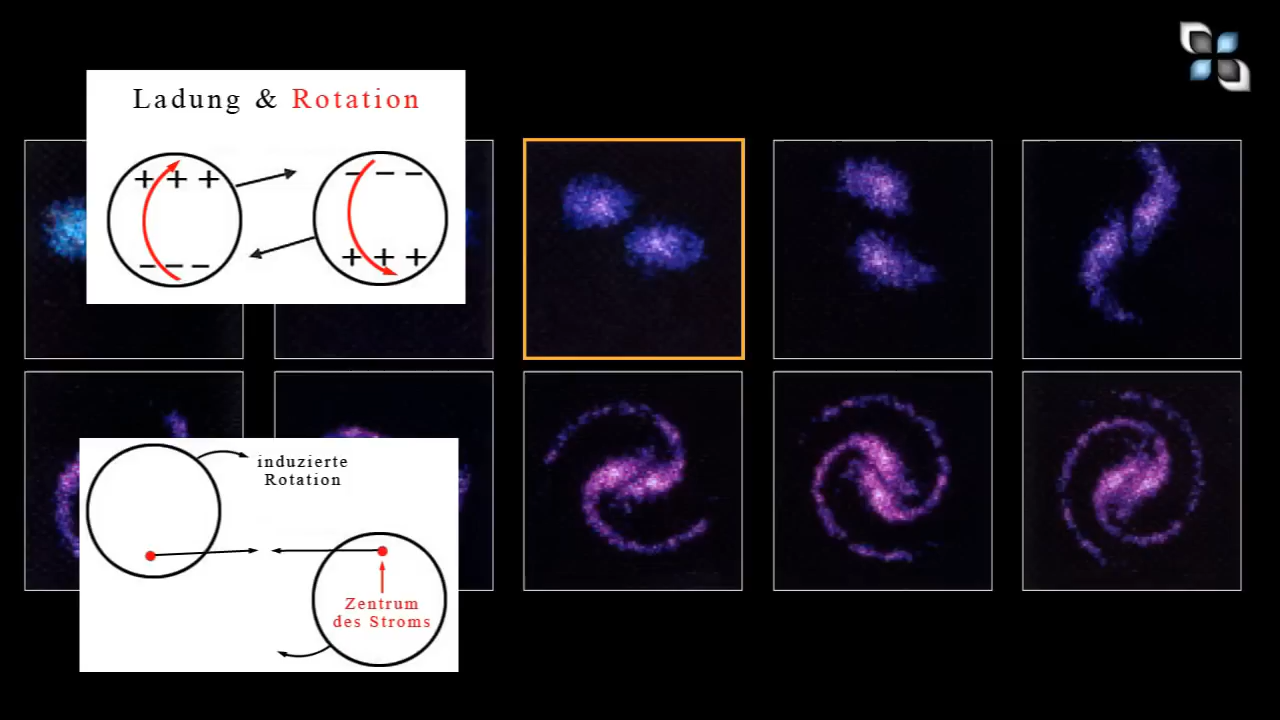 Ladung & Rotation
+ + +
- - -
- - -
+ + +
induzierte
Rotation
Zentrum
des Stroms